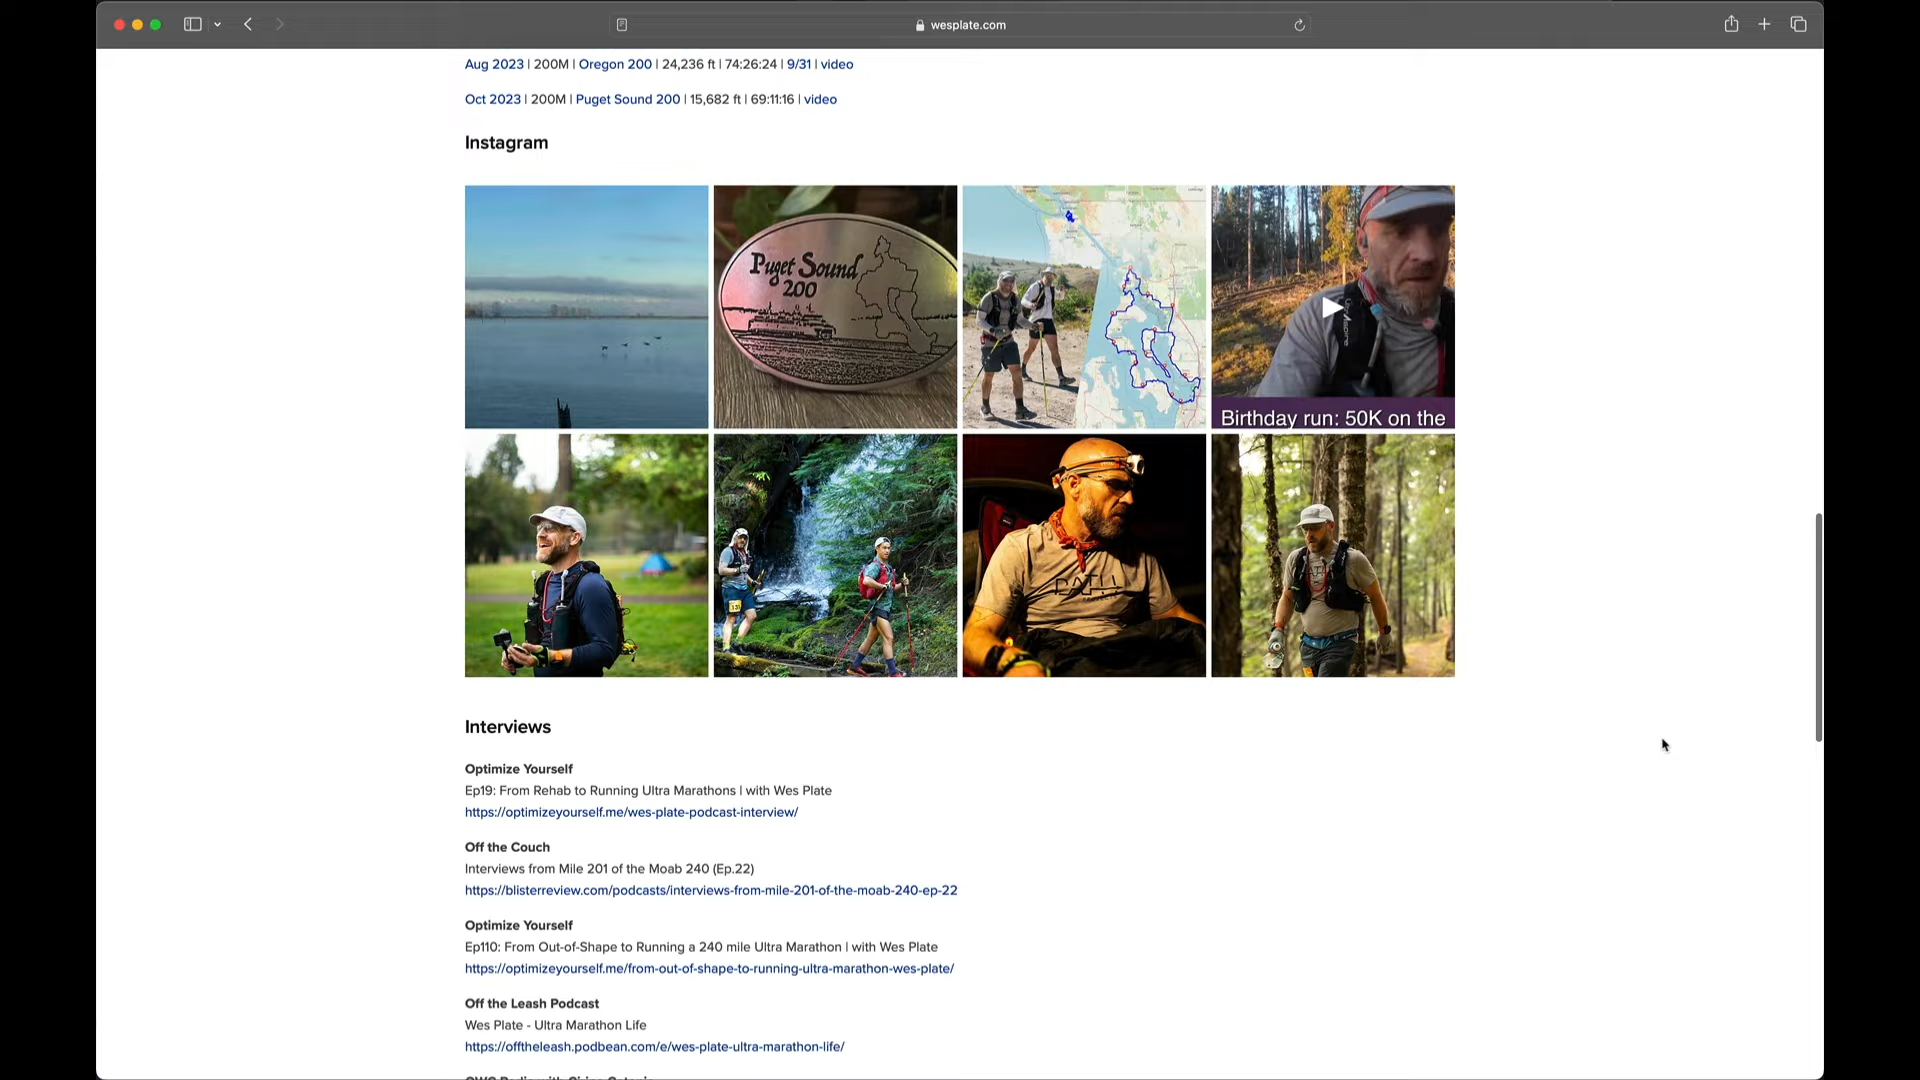 wesplate.com
Aug 2023 | 200M | Oregon 200 | 24,236 ft | 74:26:24 | 9/31 | video
Oct 2023 | 200M | Puget Sound 200 | 15,682 ft | 69:11:16 | video
Instagram
Puget Sound
200
Birthday run: 50K on the
PATH
Interviews
Optimize Yourself
Ep19: From Rehab to Running Ultra Marathons | with Wes Plate
https://optimizeyourself.me/wes-plate-podcast-interview/
Off the Couch
Interviews from Mile 201 of the Moab 240 (Ep.22)
https://blisterreview.com/podcasts/interviews-from-mile-201-of-the-moab-240-ep-22
Optimize Yourself
Ep110: From Out-of-Shape to Running a 240 mile Ultra Marathon | with Wes Plate
https://optimizeyourself.me/from-out-of-shape-to-running-ultra-marathon-wes-plate/
Off the Leash Podcast
Wes Plate - Ultra Marathon Life
https://offtheleash.podbean.com/e/wes-plate-ultra-marathon-life/